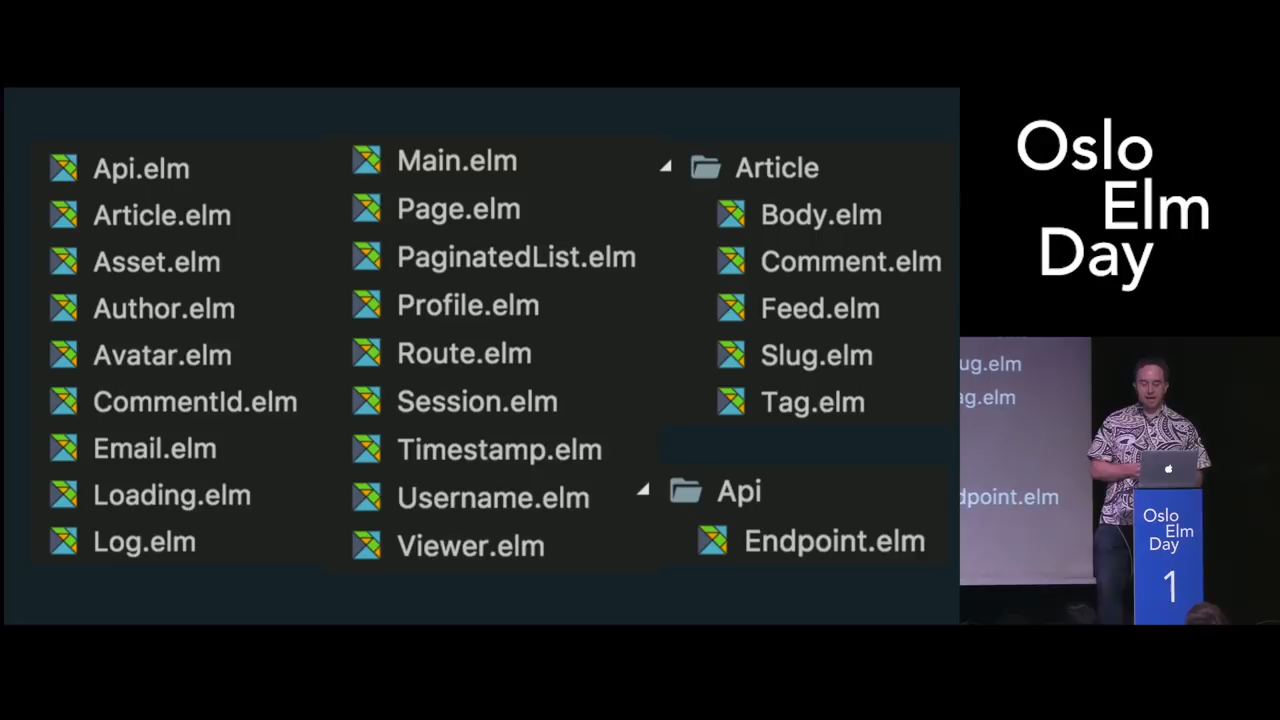 Api.elm
Article.elm
Asset.elm
Author.elm
Avatar.elm
CommentId.elm
Email.elm
Loading.elm
Log.elm
Main.elm
Page.elm
PaginatedList.elm
Profile.elm
Route.elm
Session.elm
Timestamp.elm
Username.elm
Viewer.elm
Article
Body.elm
Comment.elm
Feed.elm
Slug.elm
Tag.elm
Api
Endpoint.elm
Oslo
Elm
Day
ug.elm
ag.elm
dpoint.elm
Oslo
Elm
Day
1